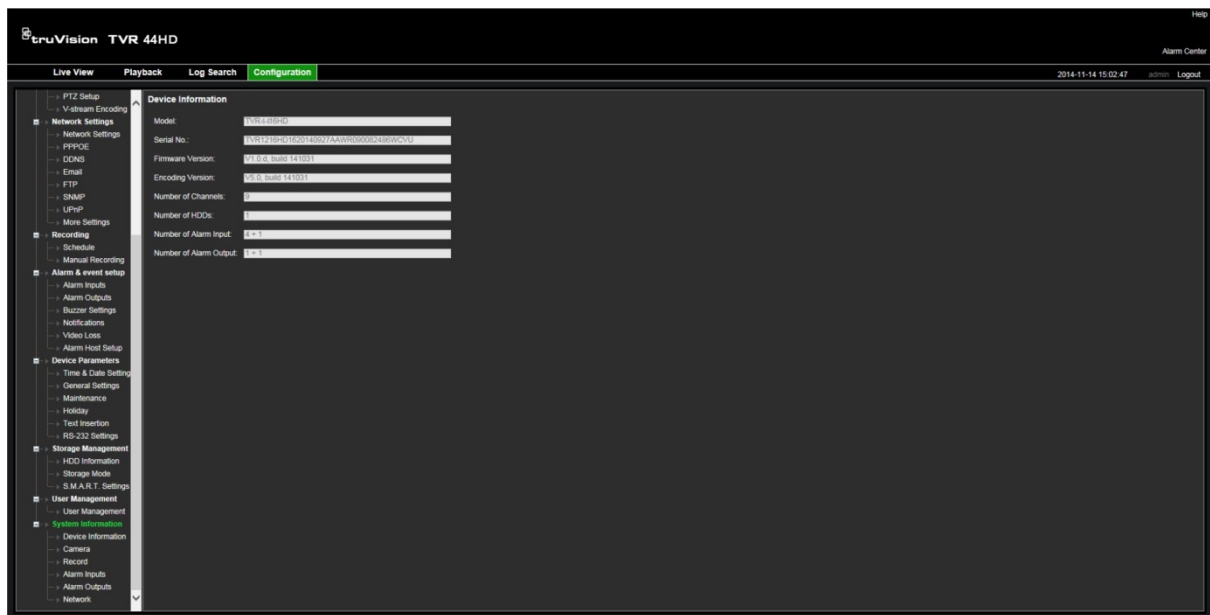 Help
truVision TVR 44HD
Alarm Center
Live View Playback Log Search Configuration 2014-11-14 15:02:47 admin Logout
PTZ Setup
V-stream Encoding
Network Settings
Network Settings
PPPOE
DDNS
Email
FTP
SNMP
UPnP
More Settings
Recording
Schedule
Manual Recording
Alarm & event setup
Alarm Inputs
Alarm Outputs
Buzzer Settings
Notifications
Video Loss
Alarm Host Setup
Device Parameters
Time & Date Setting
General Settings
Maintenance
Holiday
Text Insertion
RS-232 Settings
Storage Management
HDD Information
Storage Mode
S.M.A.R.T. Settings
User Management
User Management
System Information
Device Information
Camera
Record
Alarm Inputs
Alarm Outputs
Network
Device Information
Model:
Serial No.:
Firmware Version: V1.0.d, build 141031
Encoding Version: V5.0, build 141031
Number of Channels: 9
Number of HDDs: 1
Number of Alarm Input: 4 + 1
Number of Alarm Output: 1 + 1